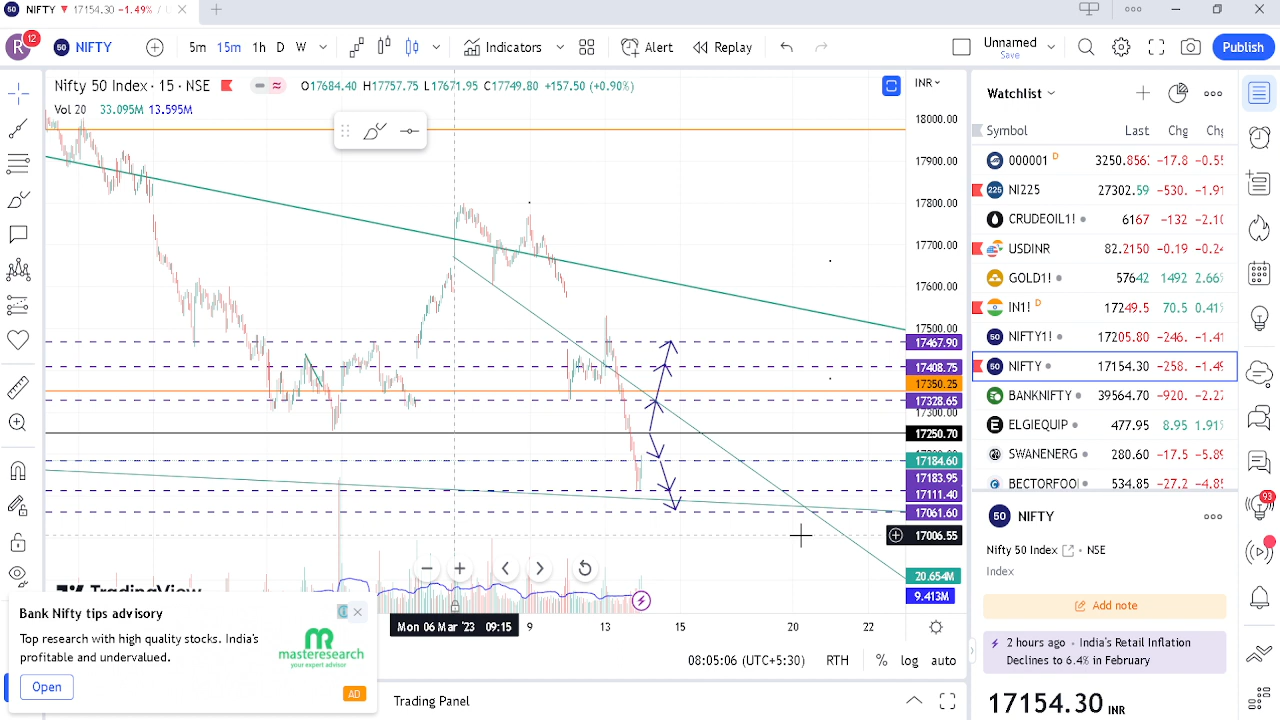 NIFTY ▼ 17154.30 −1.49% /
R 12
50 NIFTY
5m 15m 1h D W
Indicators
Alert
Replay
Unnamed
Save
Publish
Nifty 50 Index · 15 · NSE
O17684.40 H17757.75 L17671.95 C17749.80 +157.50 (+0.90%)
Vol 20 33.095M 13.595M
INR
18000.00
17900.00
17800.00
17700.00
17600.00
17500.00
17467.90
17408.75
17350.25
17328.65
17300.00
17250.70
17184.60
17183.95
17111.40
17061.60
17006.55
20.654M
9.413M
TradingView
Mon 06 Mar '23 09:15
9
13
15
20
22
08:05:00 (UTC+5:30)
RTH
%
log
auto
Trading Panel
Bank Nifty tips advisory
Top research with high quality stocks. India's
profitable and undervalued.
masteresearch
your expert advisor
Open
AD
Watchlist
Symbol Last Chg Chg
000001 D 3250.856 −17.8 −0.55
225 NI225 27302.59 −530. −1.91
CRUDEOIL1! 6167 −132 −2.10
USDINR 82.2150 −0.19 −0.24
GOLD1! 57642 1492 2.66
IN1! D 17249.5 70.5 0.41
50 NIFTY1! 17205.80 −246. −1.41
50 NIFTY 17154.30 −258. −1.49
BANKNIFTY 39564.70 −920. −2.27
ELGIEQUIP 477.95 8.95 1.91
SWANENERG 280.60 −17.5 −5.89
BECTORFOO 534.85 −27.2 −4.85
50 NIFTY
Nifty 50 Index · NSE
Index
Add note
2 hrs ago · India's Retail Inflation
Declines to 6.4% in February
17154.30 INR
93